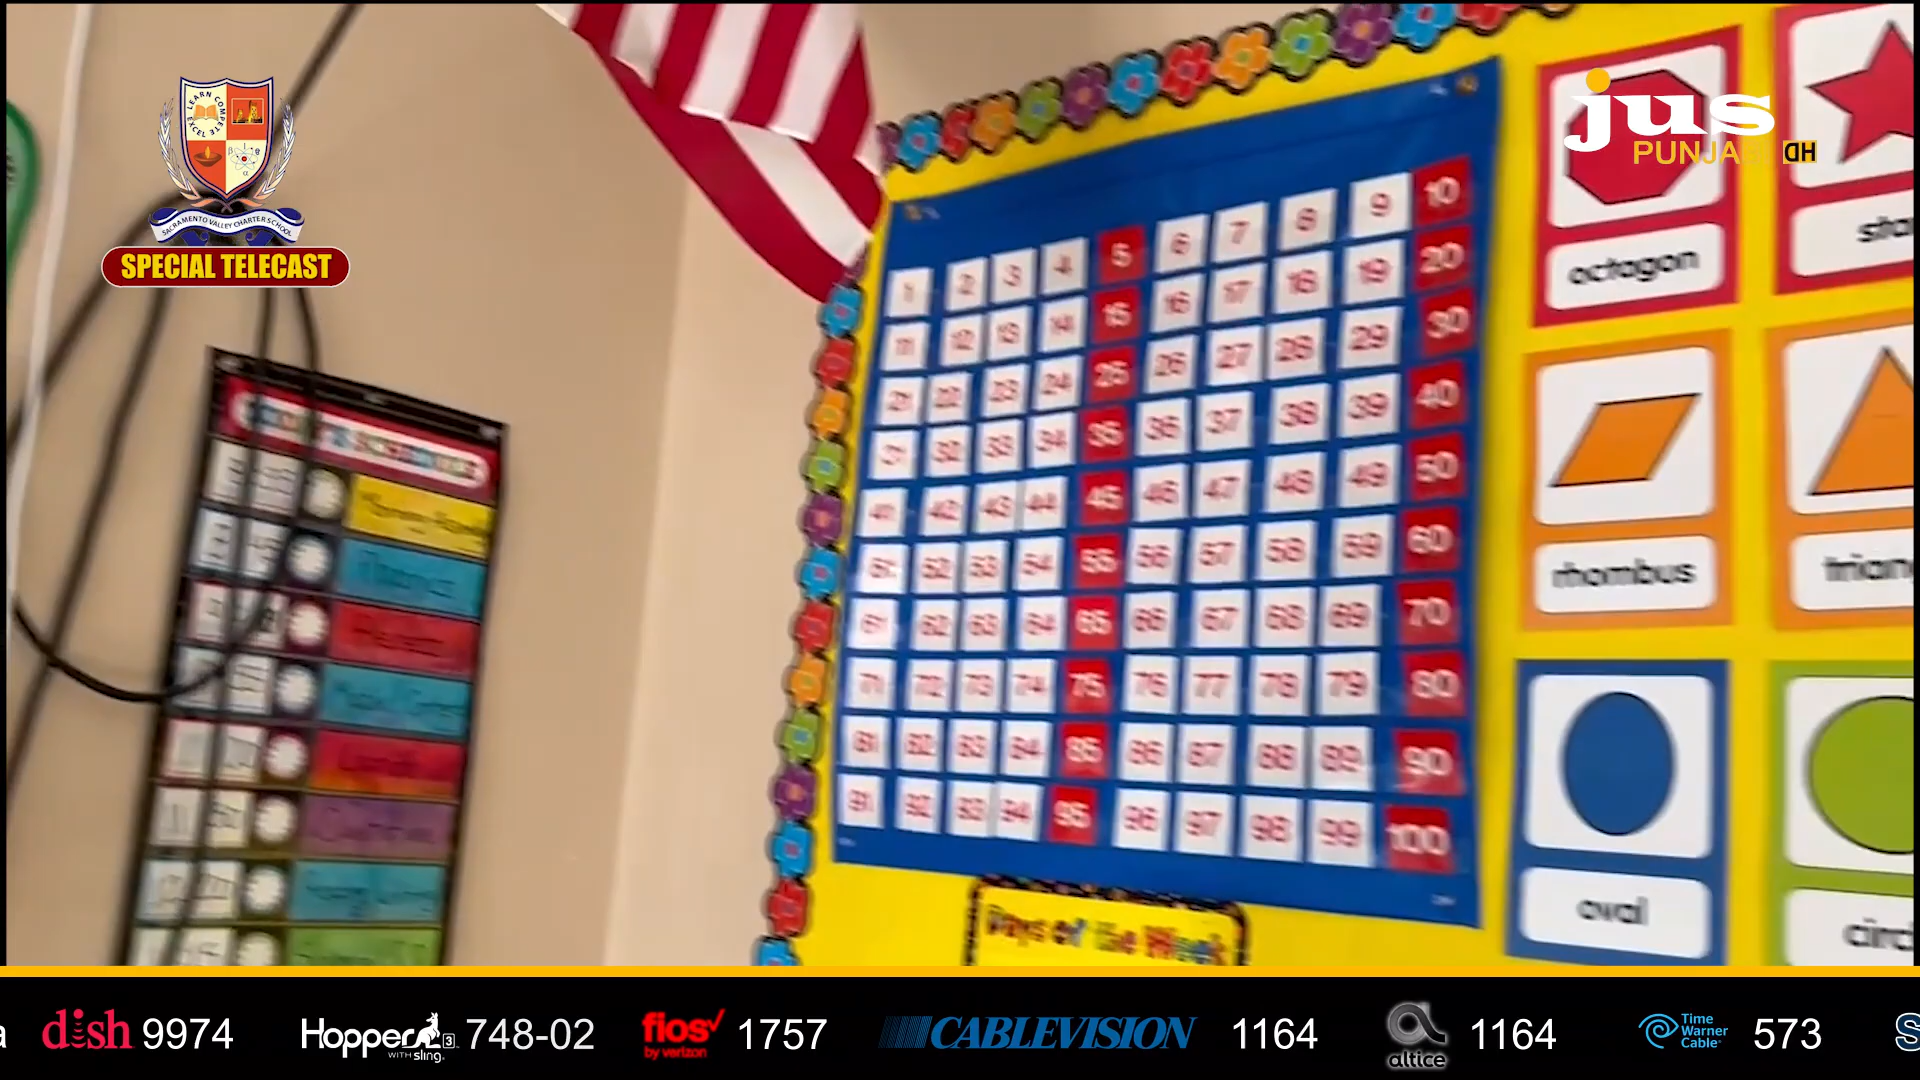 LEARN COMPETE EXCEL
SACRAMENTO VALLEY CHARTER SCHOOL
SPECIAL TELECAST
jus
PUNJABI HD
1 2 3 4 5 6 7 8 9 10
11 12 13 14 15 16 17 18 19 20
21 22 23 24 25 26 27 28 29 30
31 30 33 34 35 36 37 38 39 40
41 42 43 44 45 46 47 48 49 50
51 52 53 54 55 56 57 58 59 60
61 62 63 64 65 66 67 68 69 70
71 72 73 74 75 76 77 78 79 80
81 82 83 84 85 86 87 88 89 90
91 92 93 94 95 96 97 98 99 100
Days of the Week
octagon
sta
rhombus
trian
oval
circ
a dish 9974 Hopper 3 WITH sling 748-02 fios by verizon 1757 CABLEVISION 1164 altice 1164 Time Warner Cable 573 S